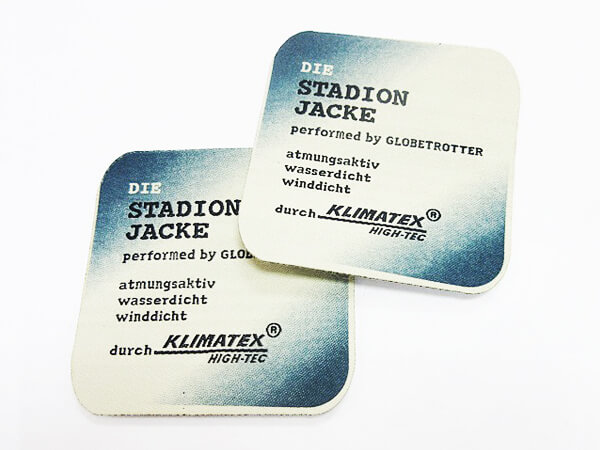 DIE
STADION
JACKE
performed by GLOBETROTTER
atmungsaktiv
wasserdicht
winddicht
durch KLIMATEX®
HIGH-TEC
DIE
STADION
JACKE
performed by
atmungsaktiv
wasserdicht
winddicht
durch KLIMATEX®
HIGH-TEC